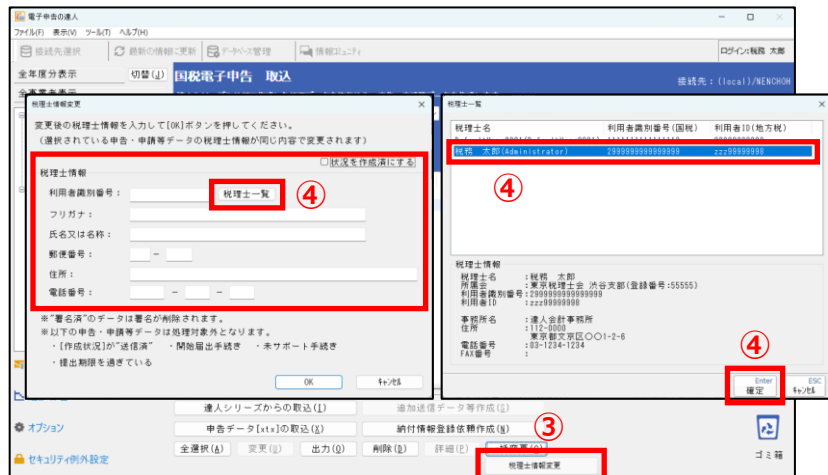 電子申告の達人
ファイル(F) 表示(V) ツール(T) ヘルプ(H)
接続先選択 最新の情報に更新 データベース管理 情報コミュニティ ログイン:税務 太郎
全年度分表示 切替(J) 国税電子申告 取込
接続先：(local)/NENCHOH
税理士情報変更
変更後の税理士情報を入力して[OK]ボタンを押してください。
(選択されている申告・申請等データの税理士情報が同じ内容で変更されます)
状況を作成済にする
税理士情報
利用者識別番号： 税理士一覧 ④
フリガナ：
氏名又は名称：
郵便番号： －
住所：
電話番号： － －
※"署名済"のデータは署名が削除されます。
※以下の申告・申請等データは処理対象外となります。
・[作成状況]が"送信済" ・開始届出手続き ・未サポート手続き
・提出期限を過ぎている
OK キャンセル
税理士一覧
税理士名 利用者識別番号(国税) 利用者ID(地方税)
税務 太郎(Administrator) 2999999999999999 zzz99999998
④
税理士情報
税理士名 ：税務 太郎
所属会 ：東京税理士会 渋谷支部(登録番号:55555)
利用者識別番号：2999999999999999
利用者ID ：zzz99999998
事務所名 ：達人会計事務所
住所 ：112-0000
東京都文京区○○1-2-6
電話番号 ：03-1234-1234
FAX番号 ：
④
Enter ESC
確定 キャンセル
達人シリーズからの取込(I) 追加送信データ等作成(S)
申告データ[xtx]の取込(X) 納付情報登録依頼作成(N) ③
全選択(A) 変更(U) 出力(O) 削除(D) 詳細(P)
税理士情報変更
オプション
セキュリティ例外設定
ゴミ箱